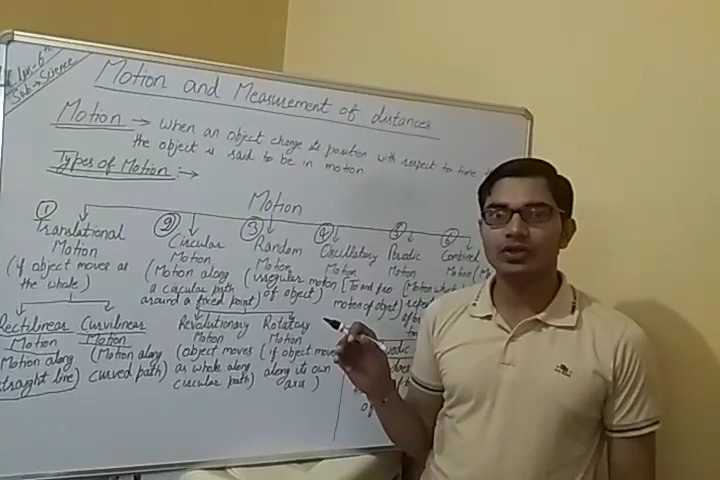 Class-6th
Sub → Science
Motion and Measurement of distances
Motion → When an object change its position with respect to time
the object is said to be in motion
Types of Motion :→
Motion
① Translational
Motion
(if object moves as
the whole)
② Circular
Motion
(Motion along
a circular path
around a fixed point)
③ Random
Motion
(irregular motion
of object)
④ Oscillatory
Motion
[To and fro
motion of object)
⑤ Periodic
Motion
(Motion which
⑥ Combined
Motion
Rectilinear
Motion
Motion along
straight line)
Curvilinear
Motion
(Motion along
curved path)
Revolutionary
Motion
(object moves
as whole along
circular path)
Rotatory
Motion
(if object moves
along its own
axis)